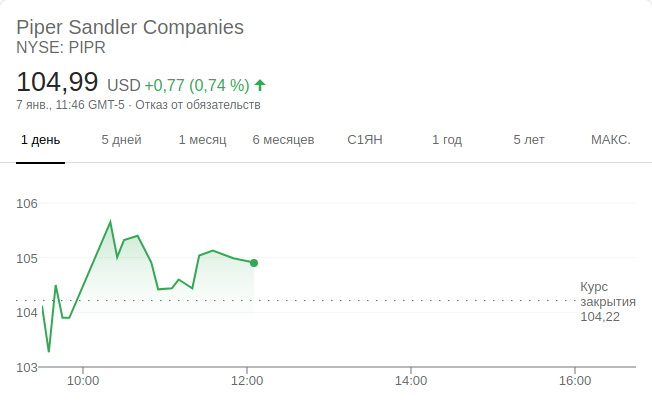 Piper Sandler Companies
NYSE: PIPR
104,99 USD +0,77 (0,74 %)
7 янв., 11:46 GMT-5 · Отказ от обязательств
1 день 5 дней 1 месяц 6 месяцев С1ЯН 1 год 5 лет МАКС.
106
105
104
103
Курс
закрытия
104,22
10:00 12:00 14:00 16:00